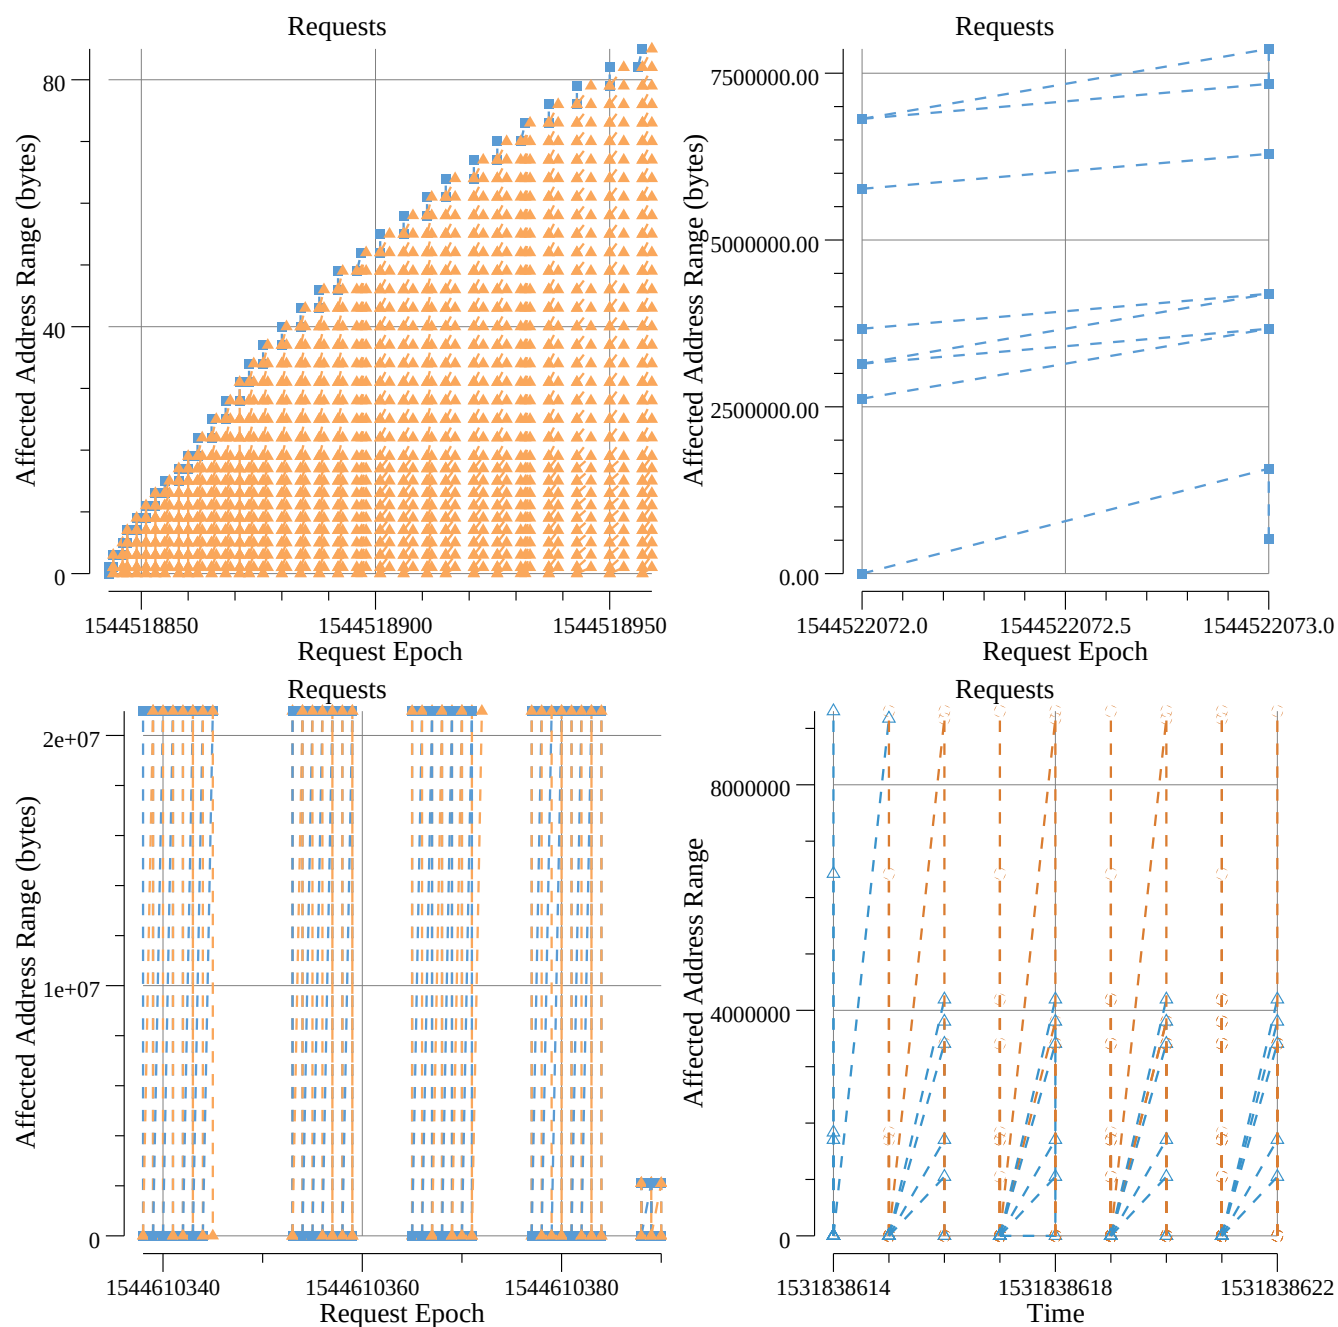 Requests
Affected Address Range (bytes)
80
40
0
1544518850 1544518900 1544518950
Request Epoch
Requests
Affected Address Range (bytes)
7500000.00
5000000.00
2500000.00
0.00
1544522072.0 1544522072.5 1544522073.0
Request Epoch
Requests
Affected Address Range (bytes)
2e+07
1e+07
0
1544610340 1544610360 1544610380
Request Epoch
Requests
Affected Address Range
8000000
4000000
0
1531838614 1531838618 1531838622
Time